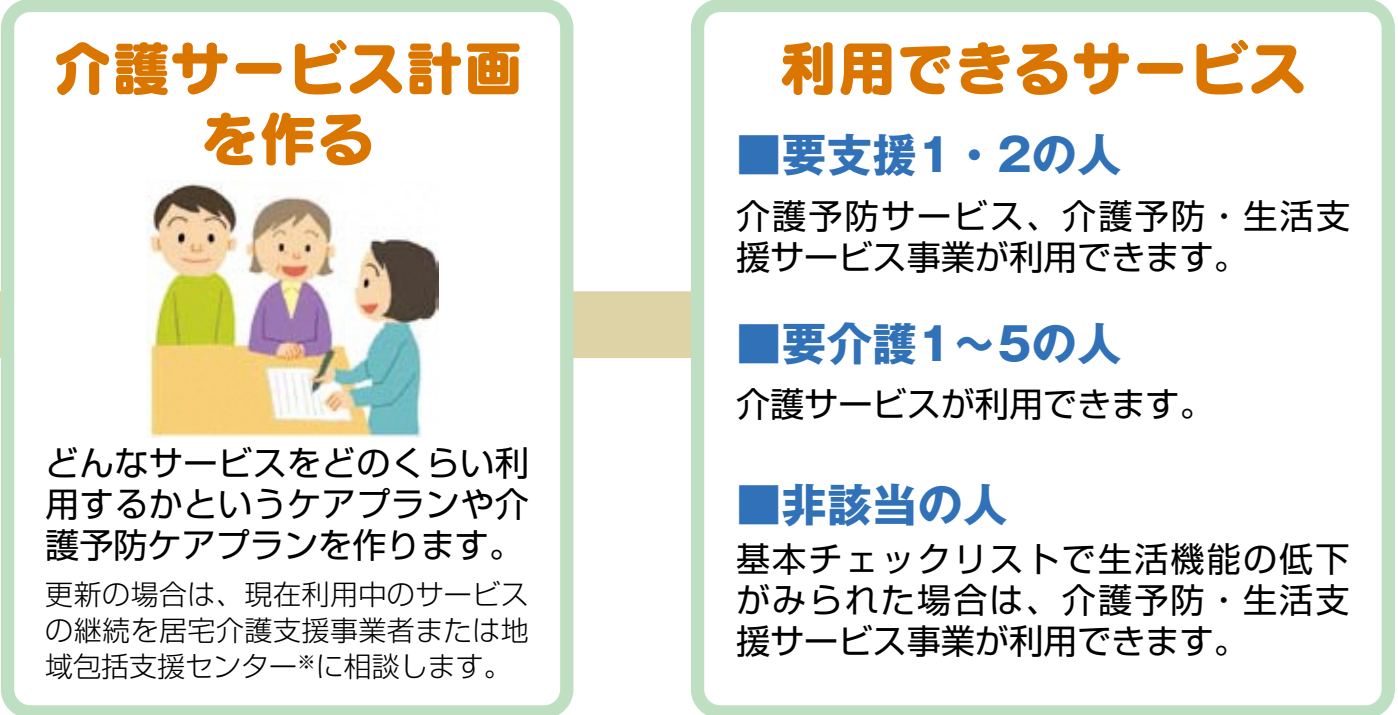 介護サービス計画
を作る
どんなサービスをどのくらい利
用するかというケアプランや介
護予防ケアプランを作ります。
更新の場合は、現在利用中のサービス
の継続を居宅介護支援事業者または地
域包括支援センター※に相談します。
利用できるサービス
■要支援1・2の人
介護予防サービス、介護予防・生活支
援サービス事業が利用できます。
■要介護1～5の人
介護サービスが利用できます。
■非該当の人
基本チェックリストで生活機能の低下
がみられた場合は、介護予防・生活支
援サービス事業が利用できます。